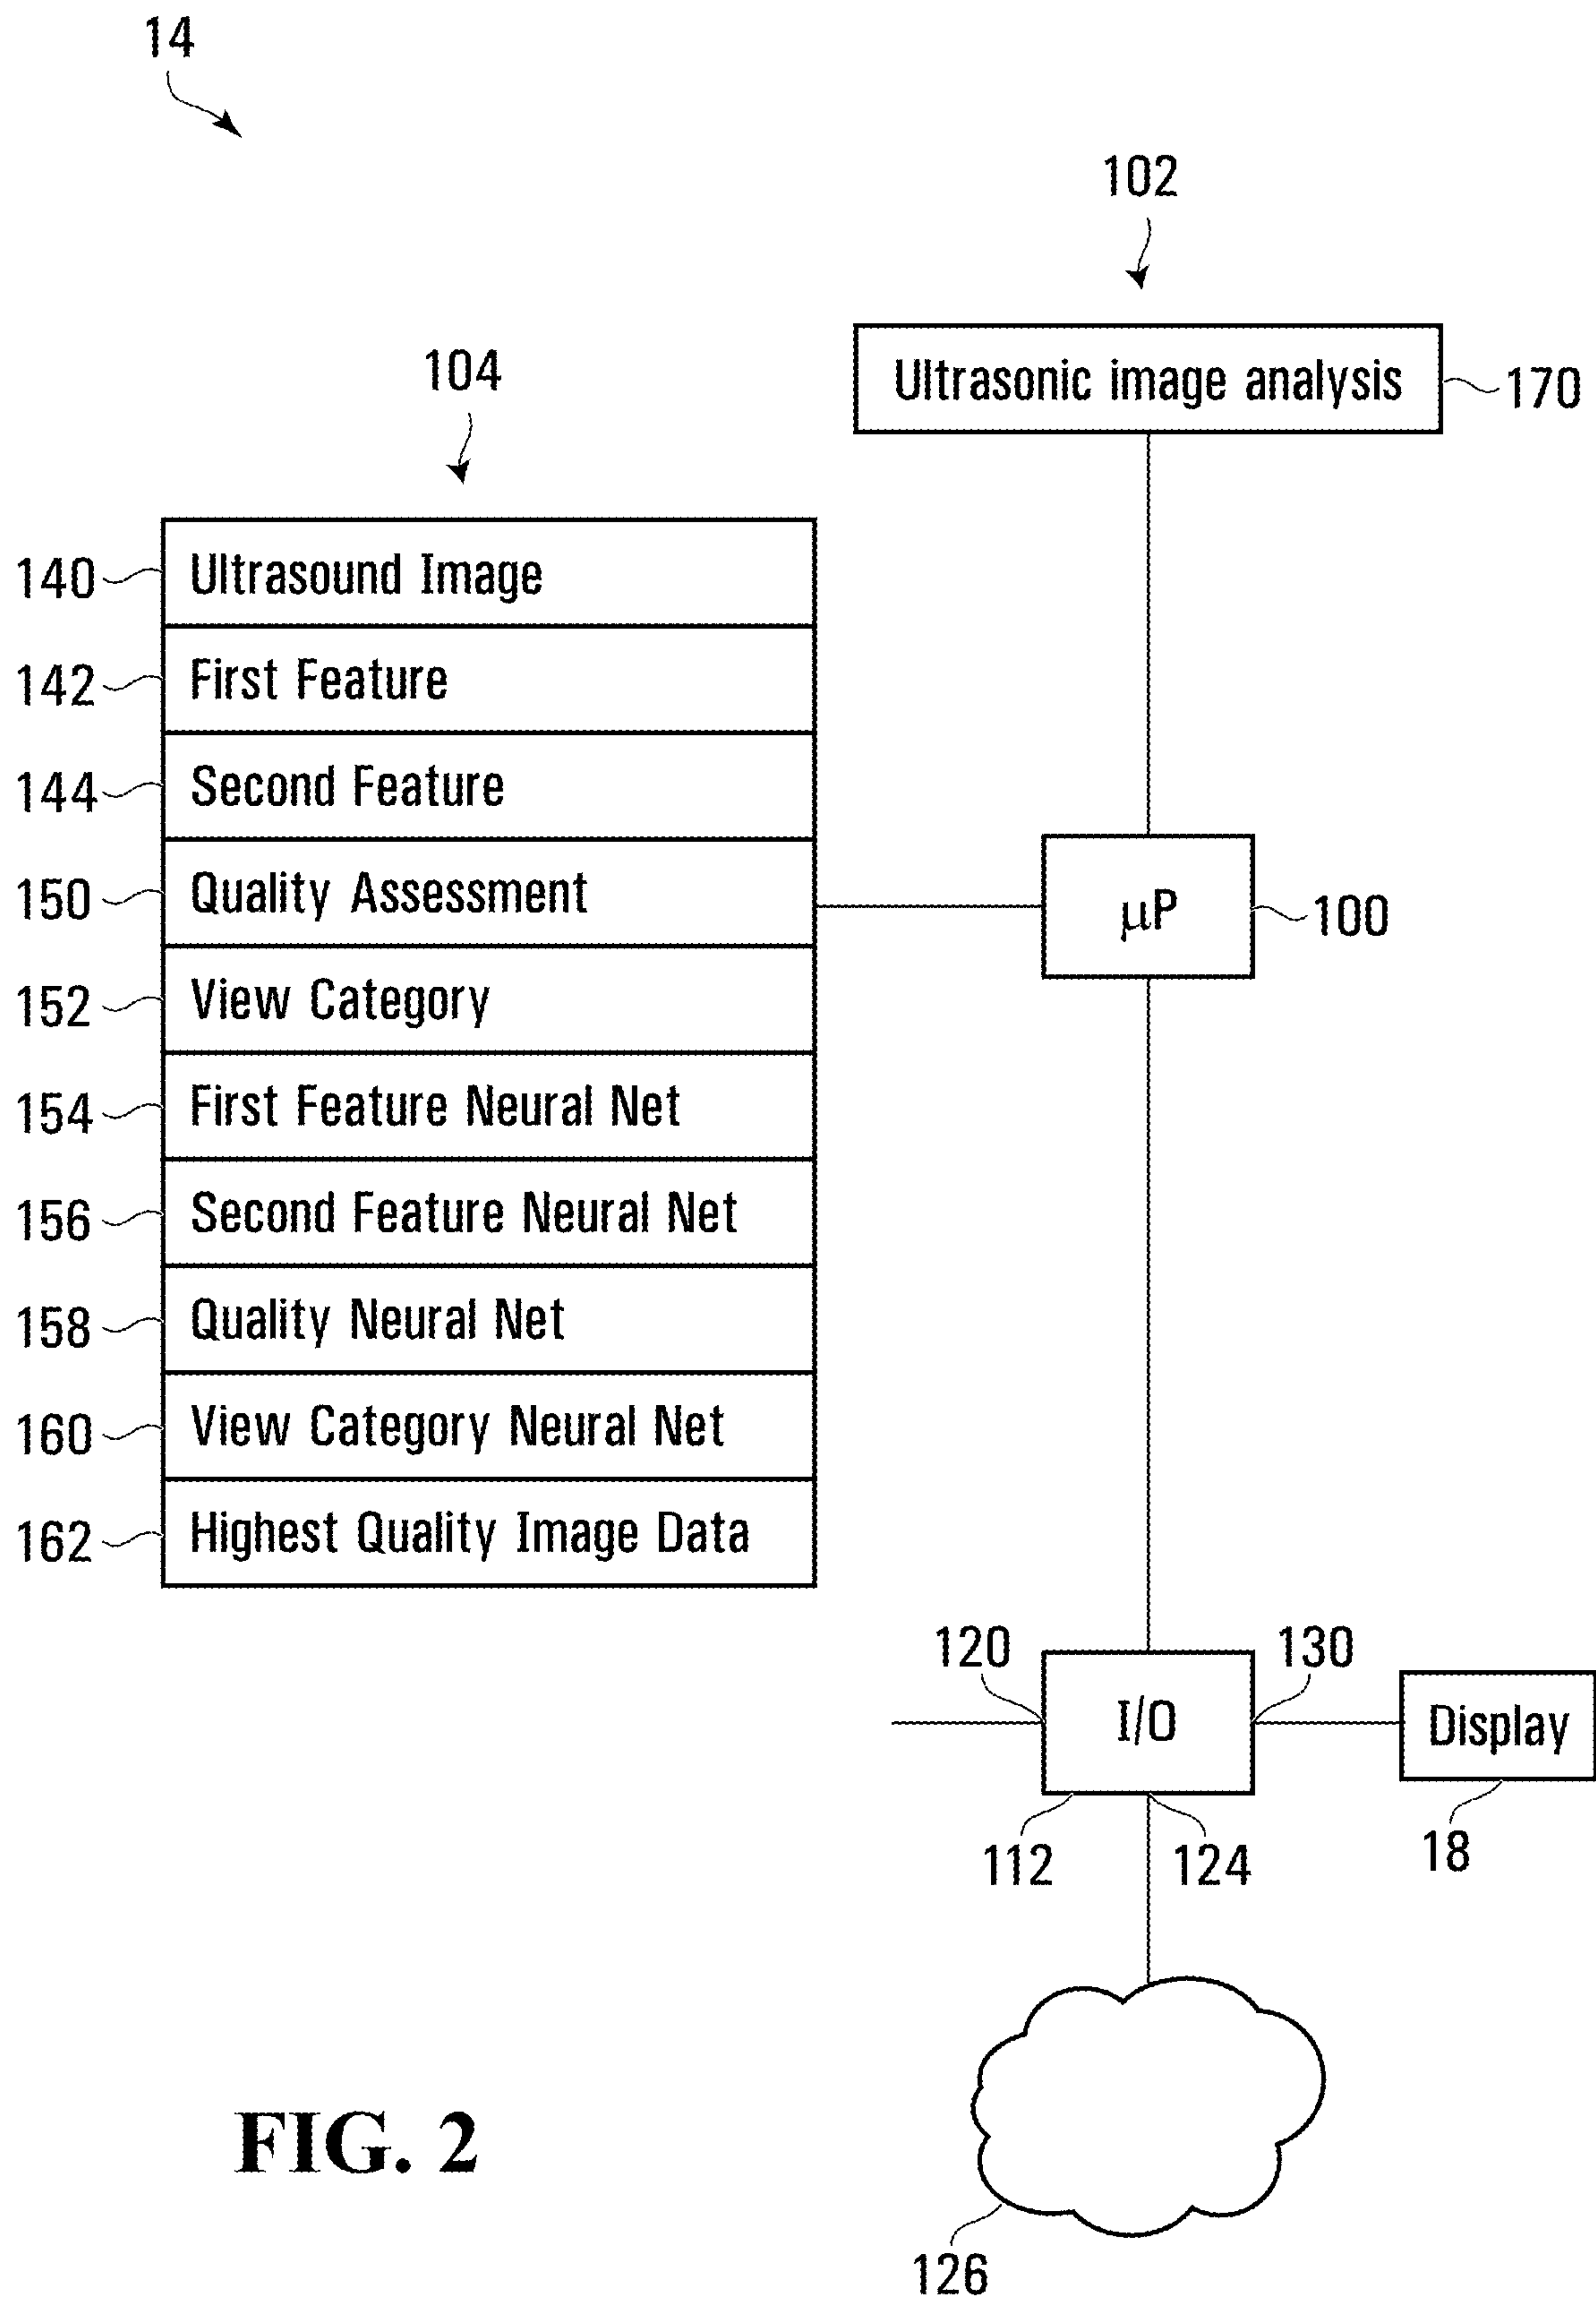 14
102
Ultrasonic image analysis 170
104
140 Ultrasound Image
142 First Feature
144 Second Feature
150 Quality Assessment
μP 100
152 View Category
154 First Feature Neural Net
156 Second Feature Neural Net
158 Quality Neural Net
160 View Category Neural Net
162 Highest Quality Image Data
120 130
I/O Display
112 124 18
FIG. 2
126